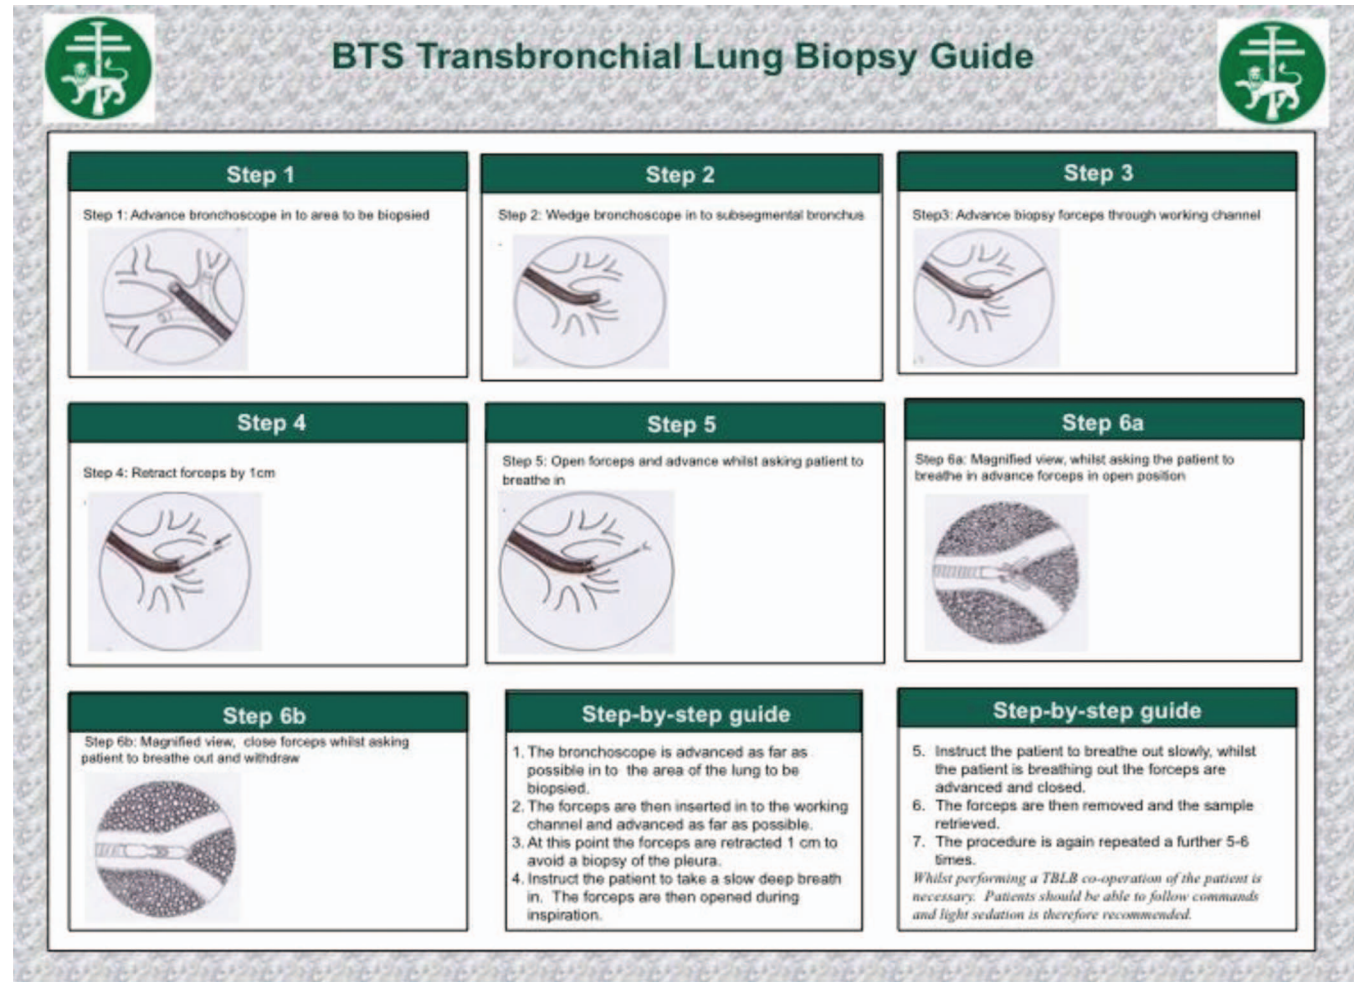 BTS Transbronchial Lung Biopsy Guide
Step 1
Step 1: Advance bronchoscope in to area to be biopsied
Step 2
Step 2: Wedge bronchoscope in to subsegmental bronchus
Step 3
Step3: Advance biopsy forceps through working channel
Step 4
Step 4: Retract forceps by 1cm
Step 5
Step 5: Open forceps and advance whilst asking patient to
breathe in
Step 6a
Step 6a: Magnified view, whilst asking the patient to
breathe in advance forceps in open position
Step 6b
Step 6b: Magnified view, close forceps whilst asking
patient to breathe out and withdraw
Step-by-step guide
1. The bronchoscope is advanced as far as
possible in to the area of the lung to be
biopsied.
2. The forceps are then inserted in to the working
channel and advanced as far as possible.
3. At this point the forceps are retracted 1 cm to
avoid a biopsy of the pleura.
4. Instruct the patient to take a slow deep breath
in. The forceps are then opened during
inspiration.
Step-by-step guide
5. Instruct the patient to breathe out slowly, whilst
the patient is breathing out the forceps are
advanced and closed.
6. The forceps are then removed and the sample
retrieved.
7. The procedure is again repeated a further 5-6
times.
Whilst performing a TBLB co-operation of the patient is
necessary. Patients should be able to follow commands
and light sedation is therefore recommended.